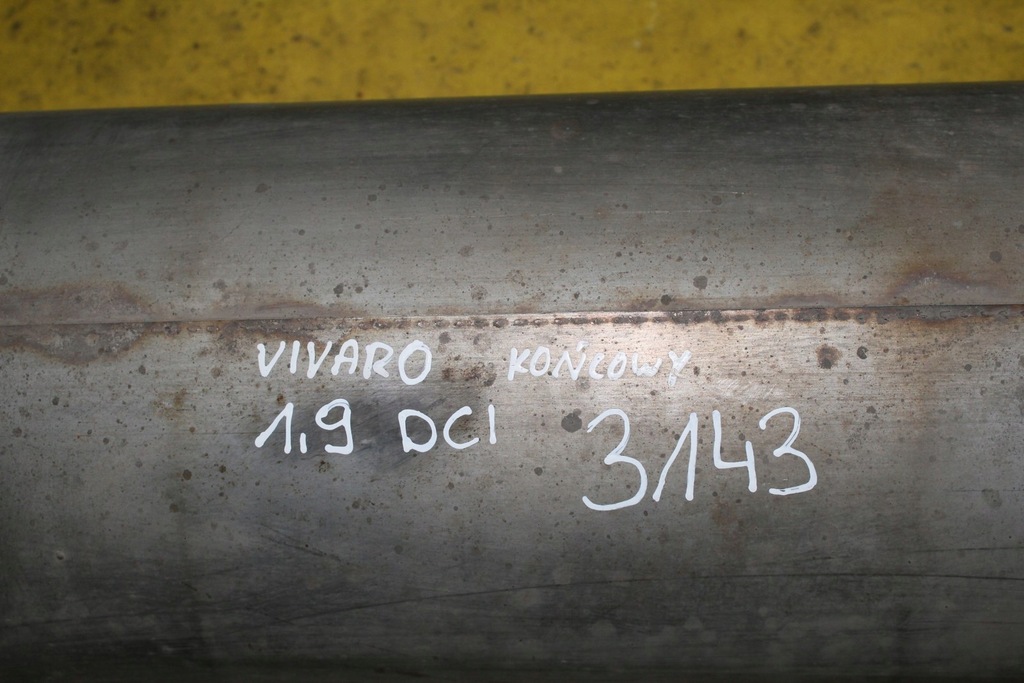 VIVARO KOŃCOWY
1,9 DCI 3143